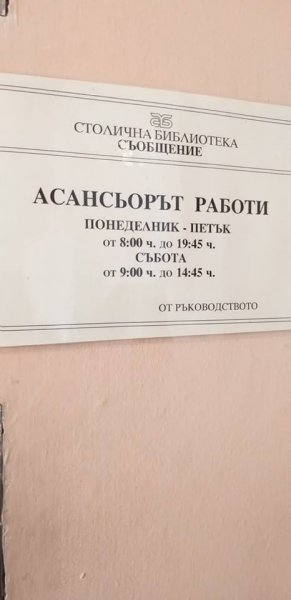 СТОЛИЧНА БИБЛИОТЕКА
СЪОБЩЕНИЕ
АСАНСЬОРЪТ РАБОТИ
ПОНЕДЕЛНИК - ПЕТЪК
от 8:00 ч. до 19:45 ч.
СЪБОТА
от 9:00 ч. до 14:45 ч.
ОТ РЪКОВОДСТВОТО